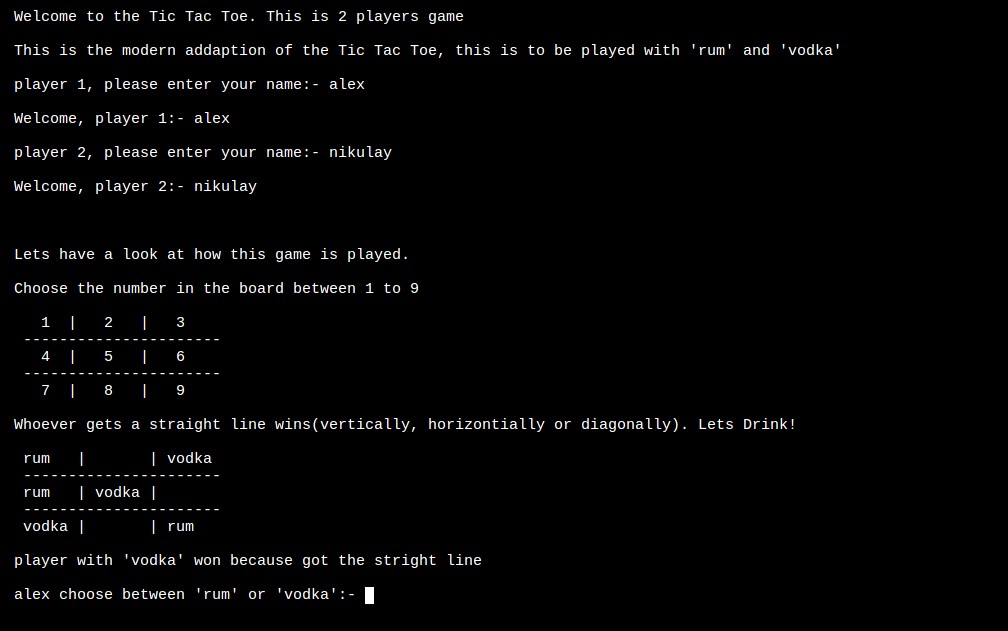 Welcome to the Tic Tac Toe. This is 2 players game
This is the modern addaption of the Tic Tac Toe, this is to be played with 'rum' and 'vodka'
player 1, please enter your name:- alex
Welcome, player 1:- alex
player 2, please enter your name:- nikulay
Welcome, player 2:- nikulay
Lets have a look at how this game is played.
Choose the number in the board between 1 to 9
   1  |   2   |   3
 ----------------------
   4  |   5   |   6
 ----------------------
   7  |   8   |   9
Whoever gets a straight line wins(vertically, horizontially or diagonally). Lets Drink!
 rum   |       | vodka
 ----------------------
 rum   | vodka |
 ----------------------
 vodka |       | rum
player with 'vodka' won because got the stright line
alex choose between 'rum' or 'vodka':-